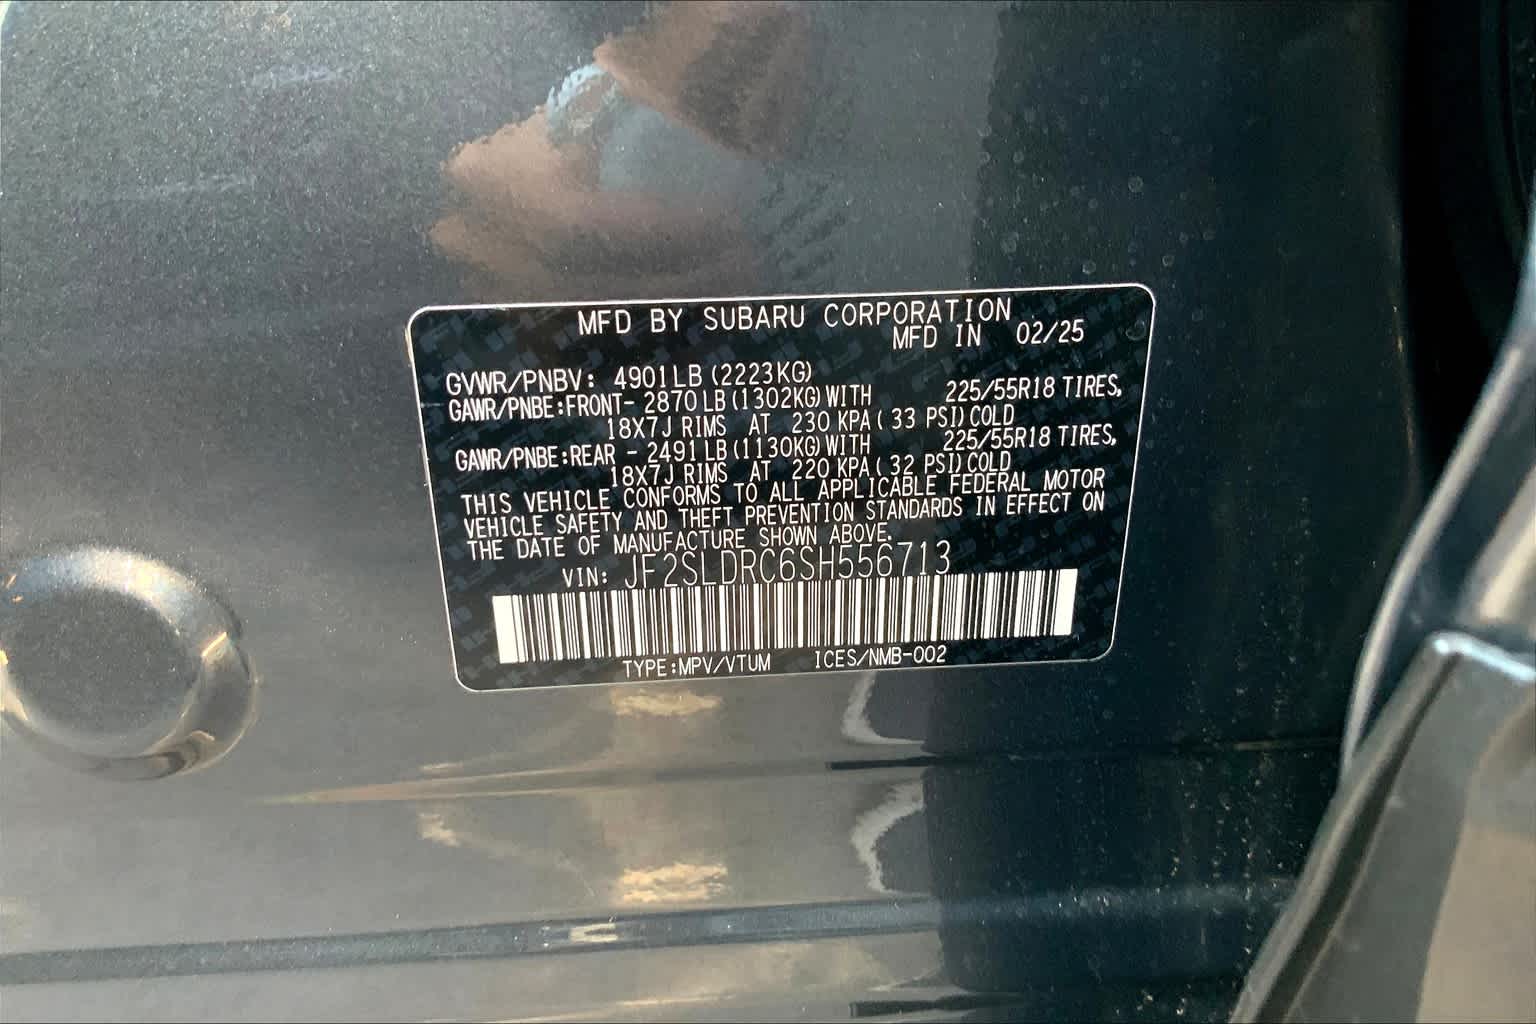 MFD BY SUBARU CORPORATION
MFD IN 02/25
GVWR/PNBV: 4901LB (2223KG)
GAWR/PNBE:FRONT- 2870 LB (1302KG) WITH 225/55R18 TIRES,
18X7J RIMS AT 230 KPA ( 33 PSI) COLD
GAWR/PNBE:REAR - 2491 LB (1130KG) WITH 225/55R18 TIRES,
18X7J RIMS AT 220 KPA ( 32 PSI) COLD
THIS VEHICLE CONFORMS TO ALL APPLICABLE FEDERAL MOTOR
VEHICLE SAFETY AND THEFT PREVENTION STANDARDS IN EFFECT ON
THE DATE OF MANUFACTURE SHOWN ABOVE.
VIN: JF2SLDRC6SH556713
TYPE:MPV/VTUM ICES/NMB-002